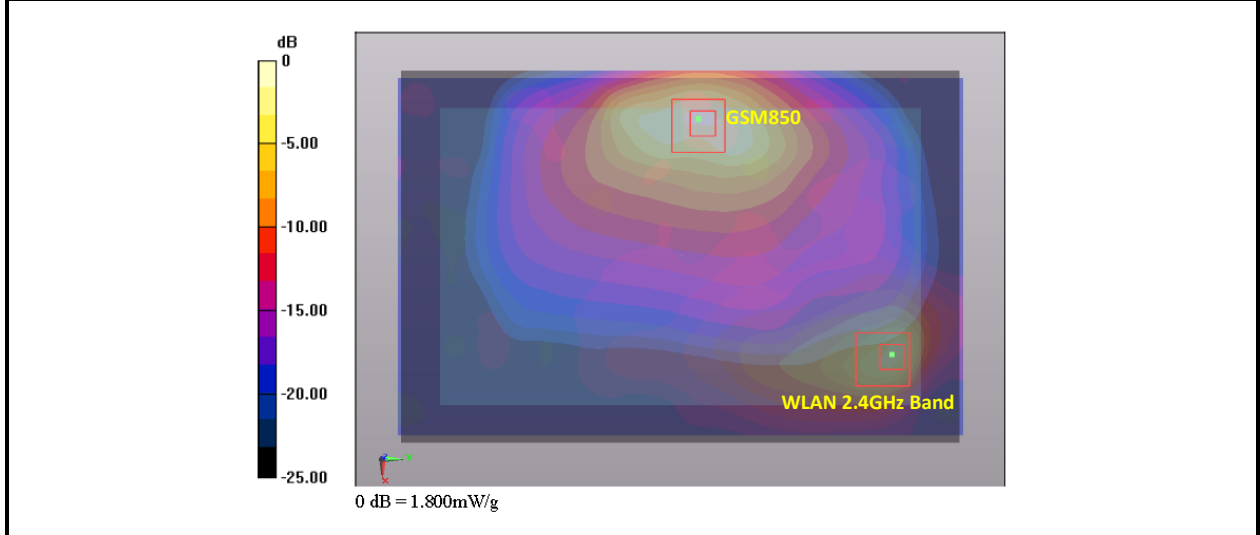 dB
0
-5.00
-10.00
-15.00
-20.00
-25.00
GSM850
WLAN 2.4GHz Band
Z
Y
X
0 dB = 1.800mW/g